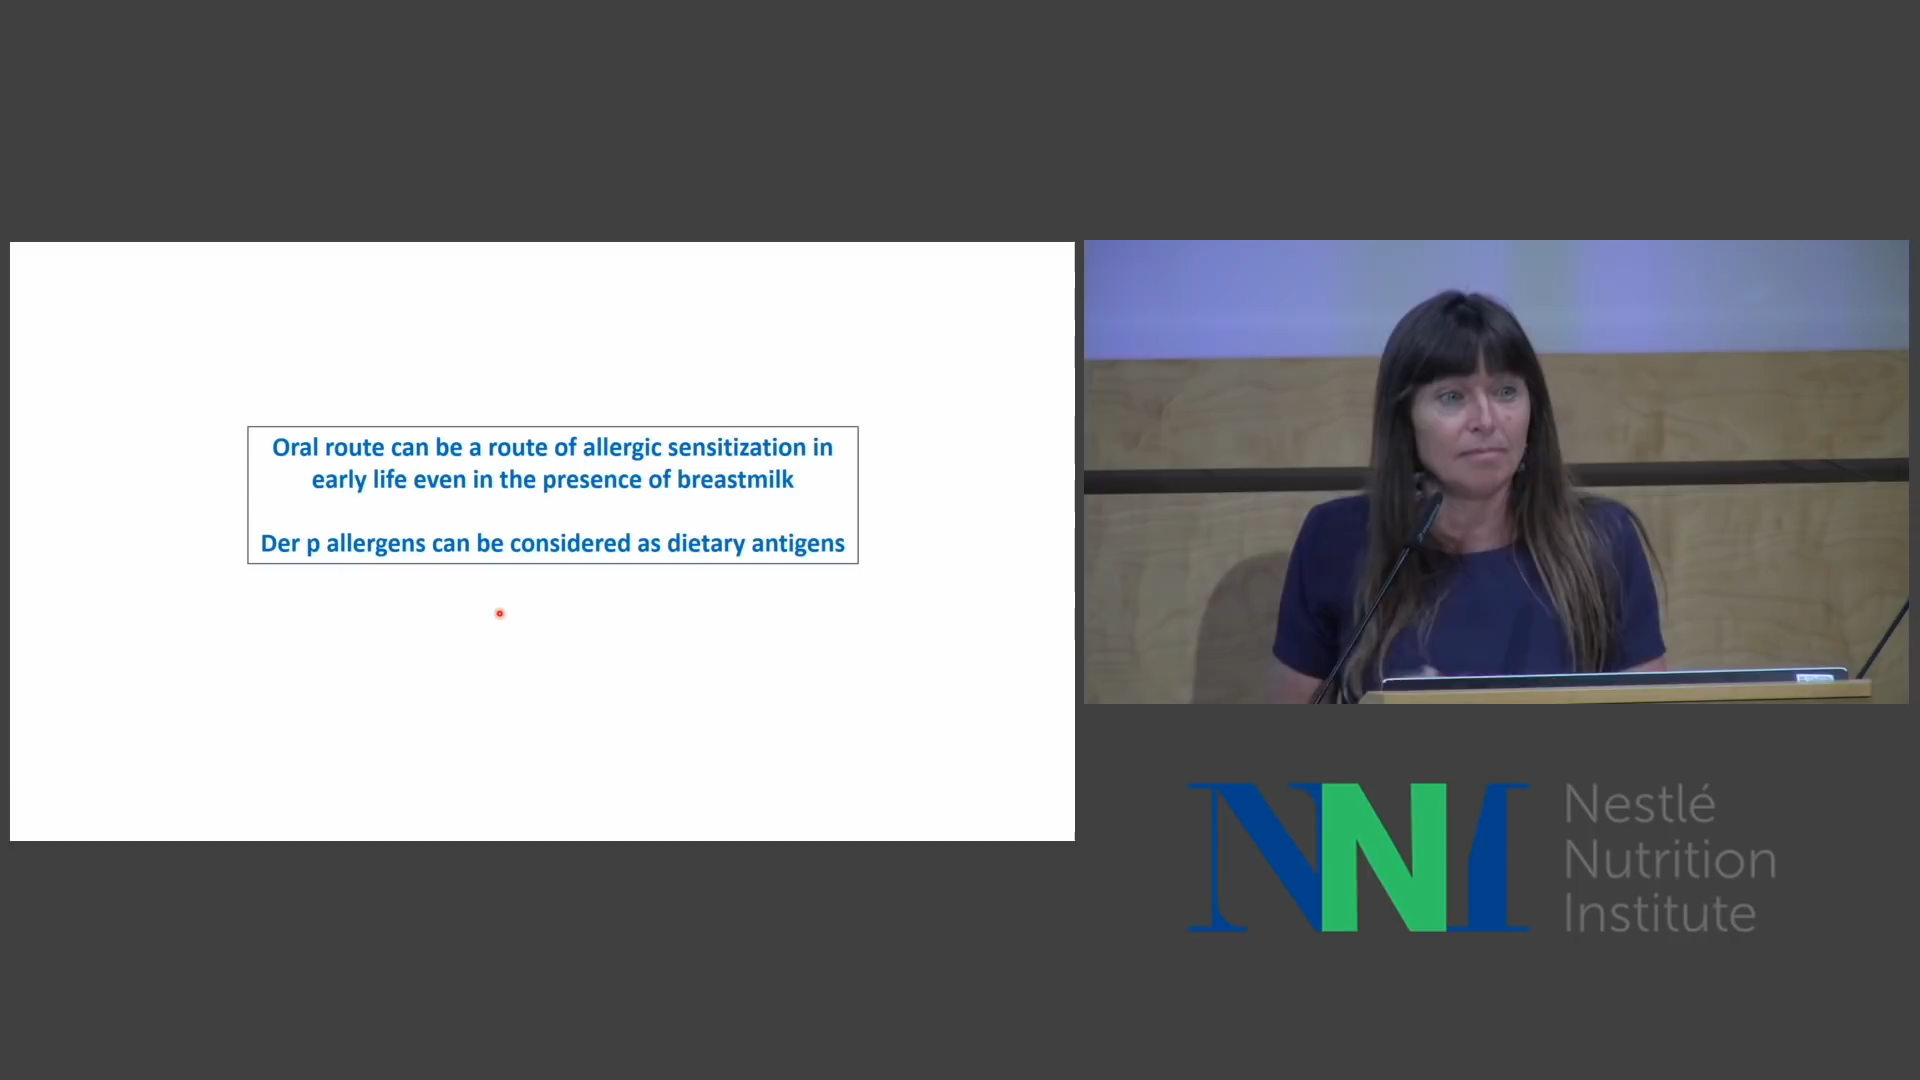 Oral route can be a route of allergic sensitization in
early life even in the presence of breastmilk
Der p allergens can be considered as dietary antigens
NNI
Nestlé
Nutrition
Institute